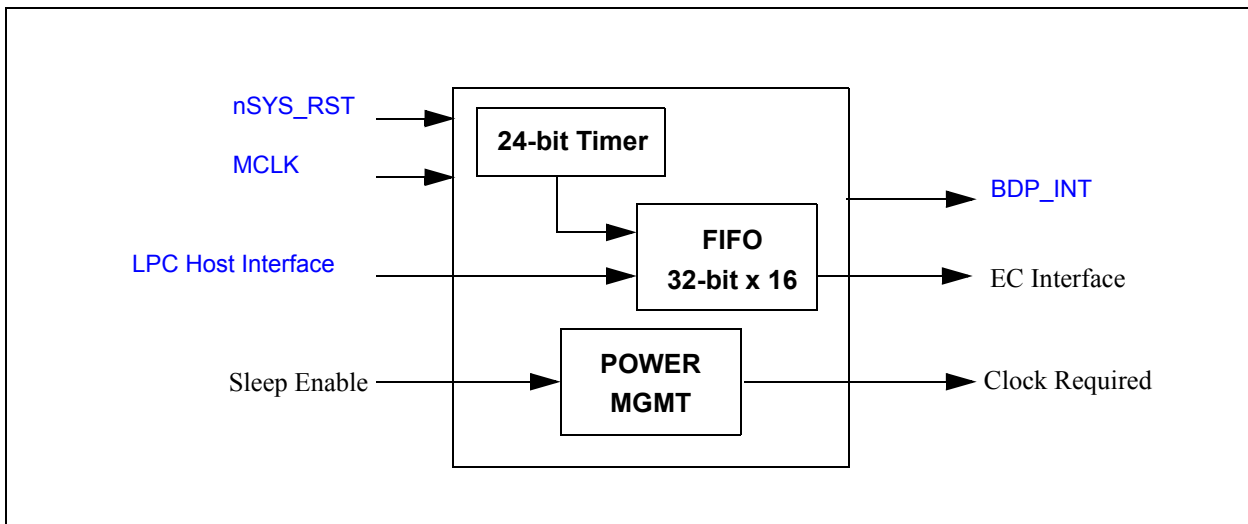 nSYS_RST
24-bit Timer
MCLK
BDP_INT
FIFO
32-bit x 16
LPC Host Interface
EC Interface
Sleep Enable
POWER
MGMT
Clock Required